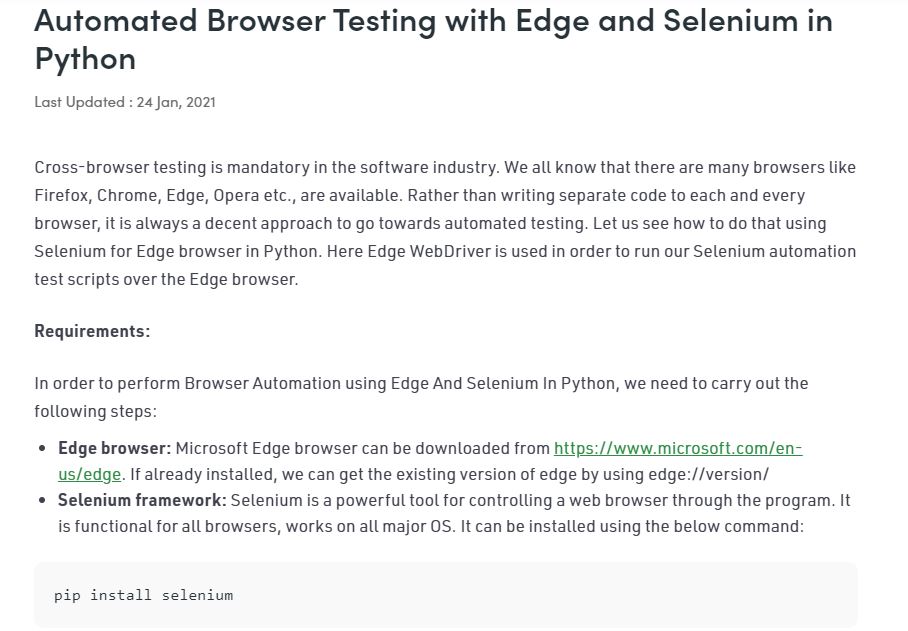 Automated Browser Testing with Edge and Selenium in
Python
Last Updated : 24 Jan, 2021
Cross-browser testing is mandatory in the software industry. We all know that there are many browsers like
Firefox, Chrome, Edge, Opera etc., are available. Rather than writing separate code to each and every
browser, it is always a decent approach to go towards automated testing. Let us see how to do that using
Selenium for Edge browser in Python. Here Edge WebDriver is used in order to run our Selenium automation
test scripts over the Edge browser.
Requirements:
In order to perform Browser Automation using Edge And Selenium In Python, we need to carry out the
following steps:
• Edge browser: Microsoft Edge browser can be downloaded from https://www.microsoft.com/en-
us/edge. If already installed, we can get the existing version of edge by using edge://version/
• Selenium framework: Selenium is a powerful tool for controlling a web browser through the program. It
is functional for all browsers, works on all major OS. It can be installed using the below command:
pip install selenium